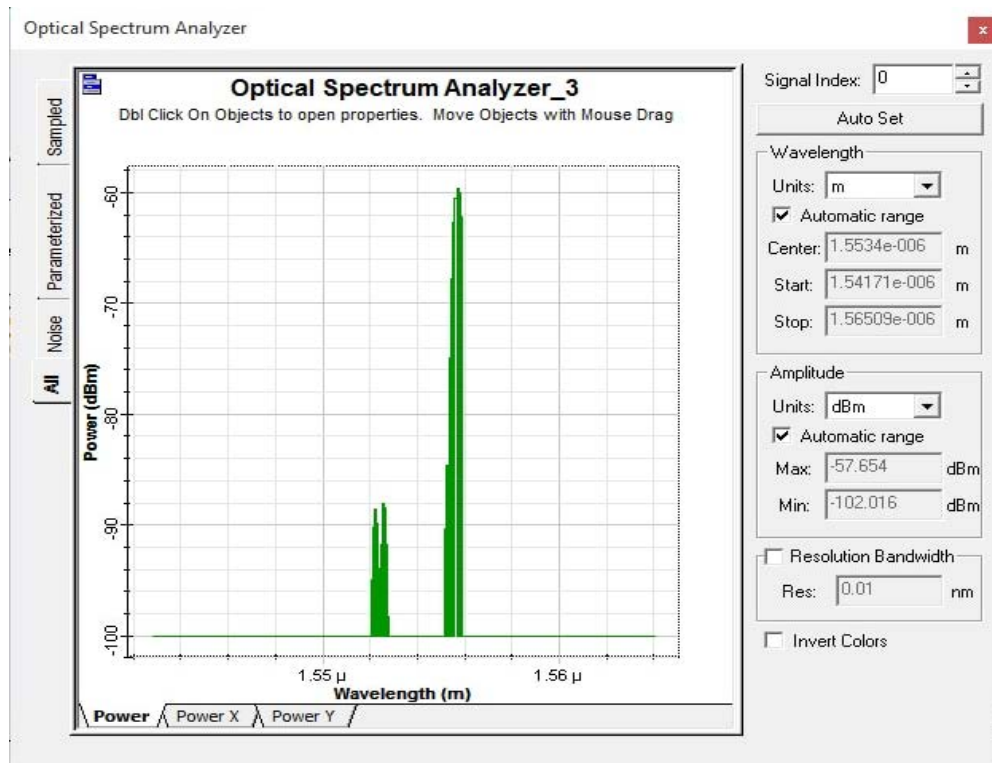 Optical Spectrum Analyzer
x
Sampled
Parameterized
Noise
All
Optical Spectrum Analyzer_3
Dbl Click On Objects to open properties. Move Objects with Mouse Drag
Power (dBm)
-60
-70
-80
-90
-100
1.55 µ
1.56 µ
Wavelength (m)
Power
Power X
Power Y
Signal Index: 0
Auto Set
Wavelength
Units: m
Automatic range
Center: 1.5534e-006 m
Start: 1.54171e-006 m
Stop: 1.56509e-006 m
Amplitude
Units: dBm
Automatic range
Max: -57.654 dBm
Min: -102.016 dBm
Resolution Bandwidth
Res: 0.01 nm
Invert Colors